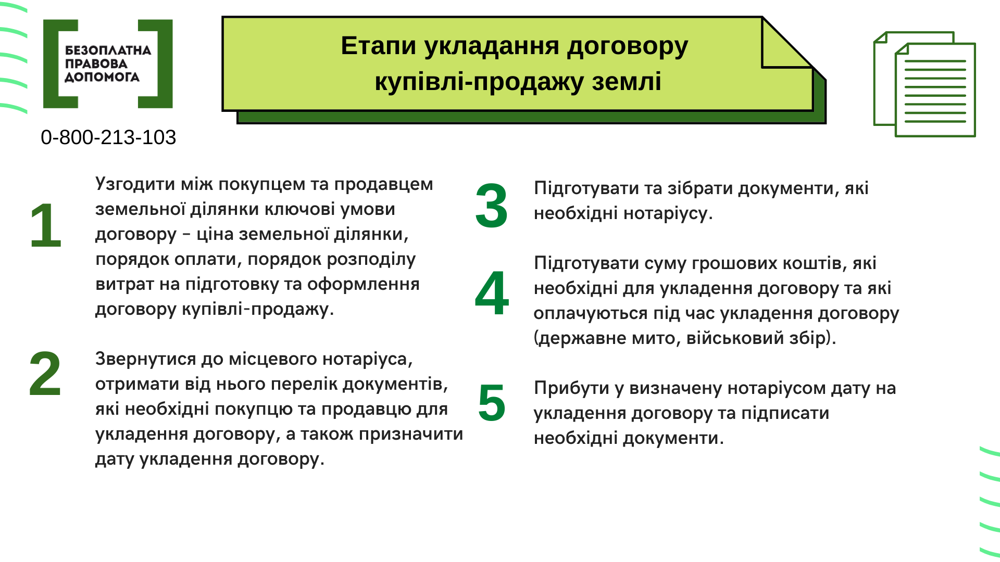 БЕЗОПЛАТНА
ПРАВОВА
ДОПОМОГА
0-800-213-103
Етапи укладання договору
купівлі-продажу землі
1
Узгодити між покупцем та продавцем
земельної ділянки ключові умови
договору – ціна земельної ділянки,
порядок оплати, порядок розподілу
витрат на підготовку та оформлення
договору купівлі-продажу.
2
Звернутися до місцевого нотаріуса,
отримати від нього перелік документів,
які необхідні покупцю та продавцю для
укладення договору, а також призначити
дату укладення договору.
3
Підготувати та зібрати документи, які
необхідні нотаріусу.
4
Підготувати суму грошових коштів, які
необхідні для укладення договору та які
оплачуються під час укладення договору
(державне мито, військовий збір).
5
Прибути у визначену нотаріусом дату на
укладення договору та підписати
необхідні документи.